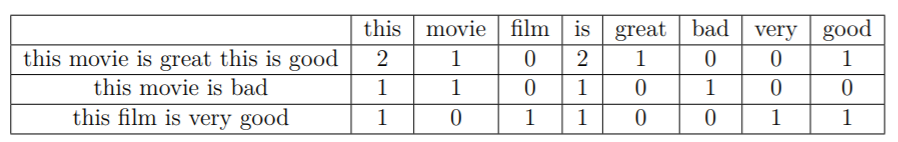 this movie film is great bad very good
this movie is great this is good 2 1 0 2 1 0 0 1
this movie is bad 1 1 0 1 0 1 0 0
this film is very good 1 0 1 1 0 0 1 1